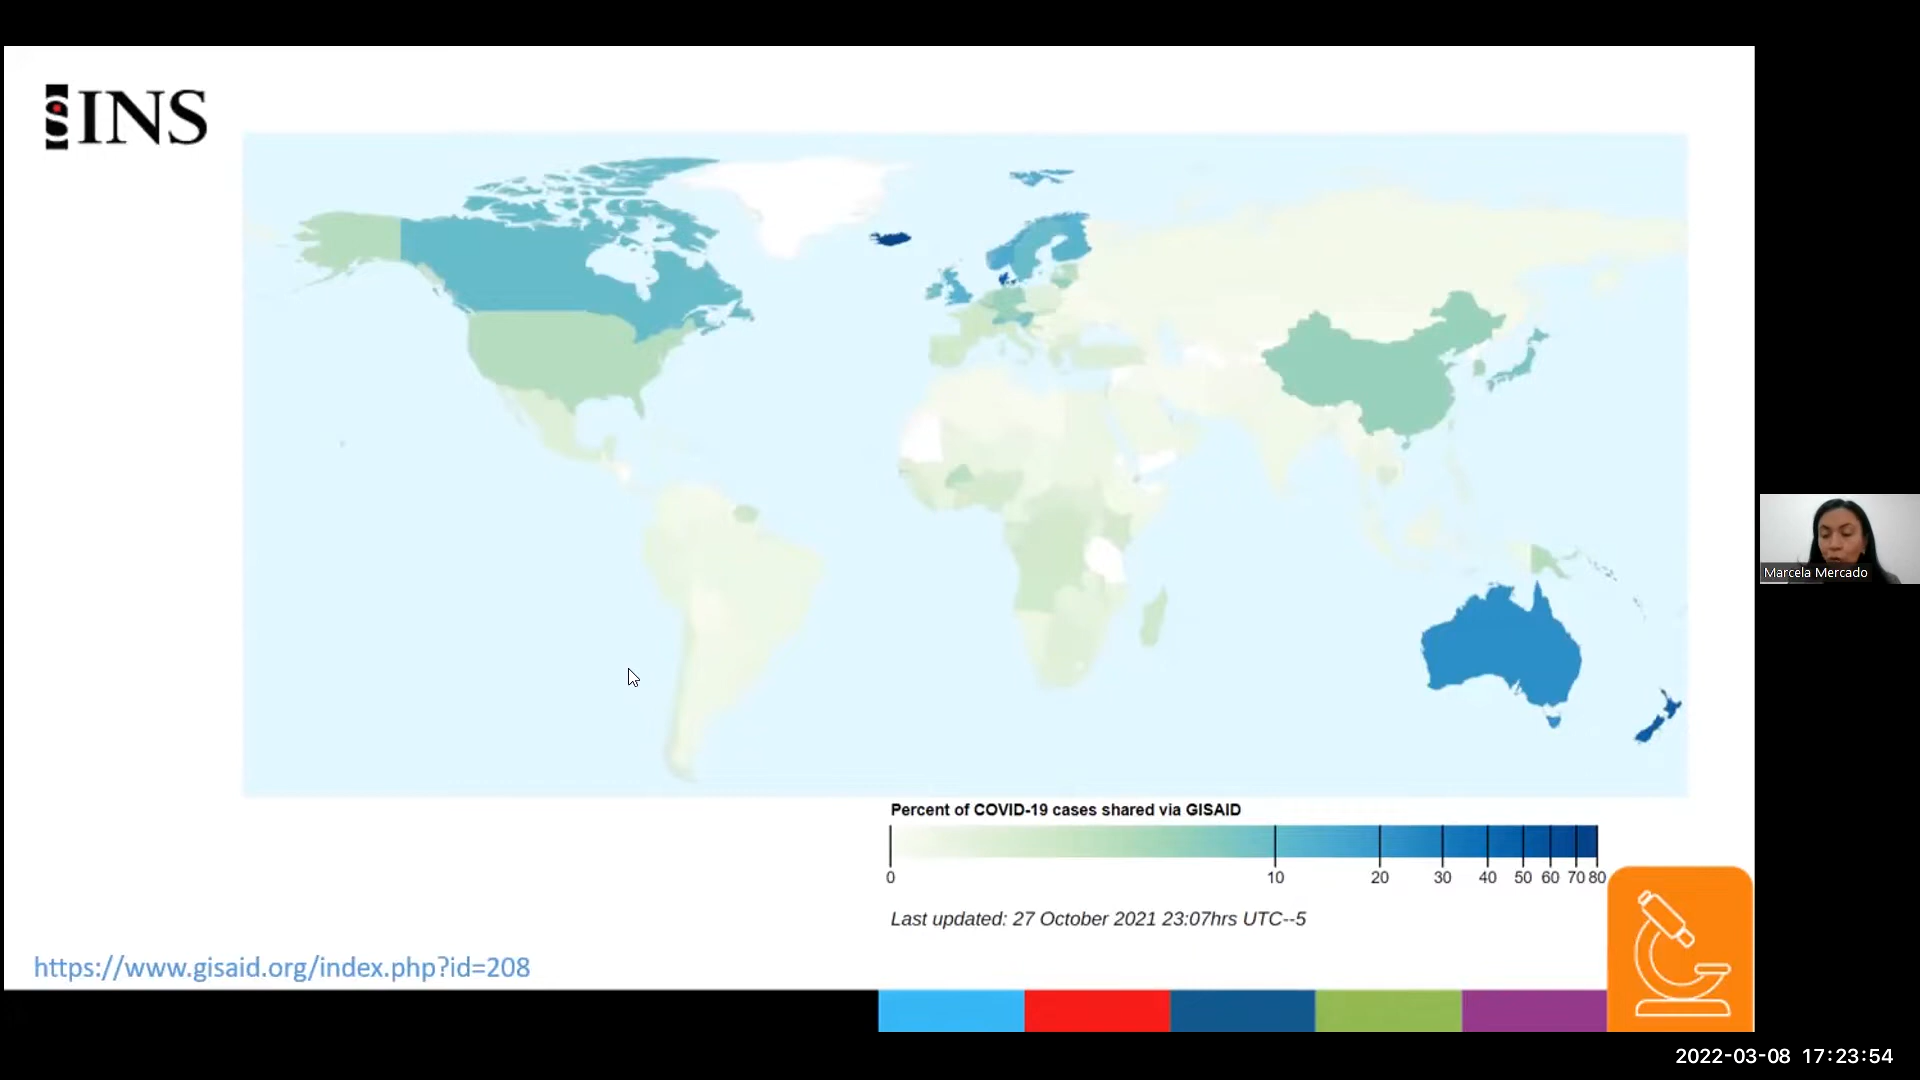 INS
Marcela Mercado
Percent of COVID-19 cases shared via GISAID
0 10 20 30 40 50 60 70 80
Last updated: 27 October 2021 23:07hrs UTC--5
https://www.gisaid.org/index.php?id=208
2022-03-08 17:23:54